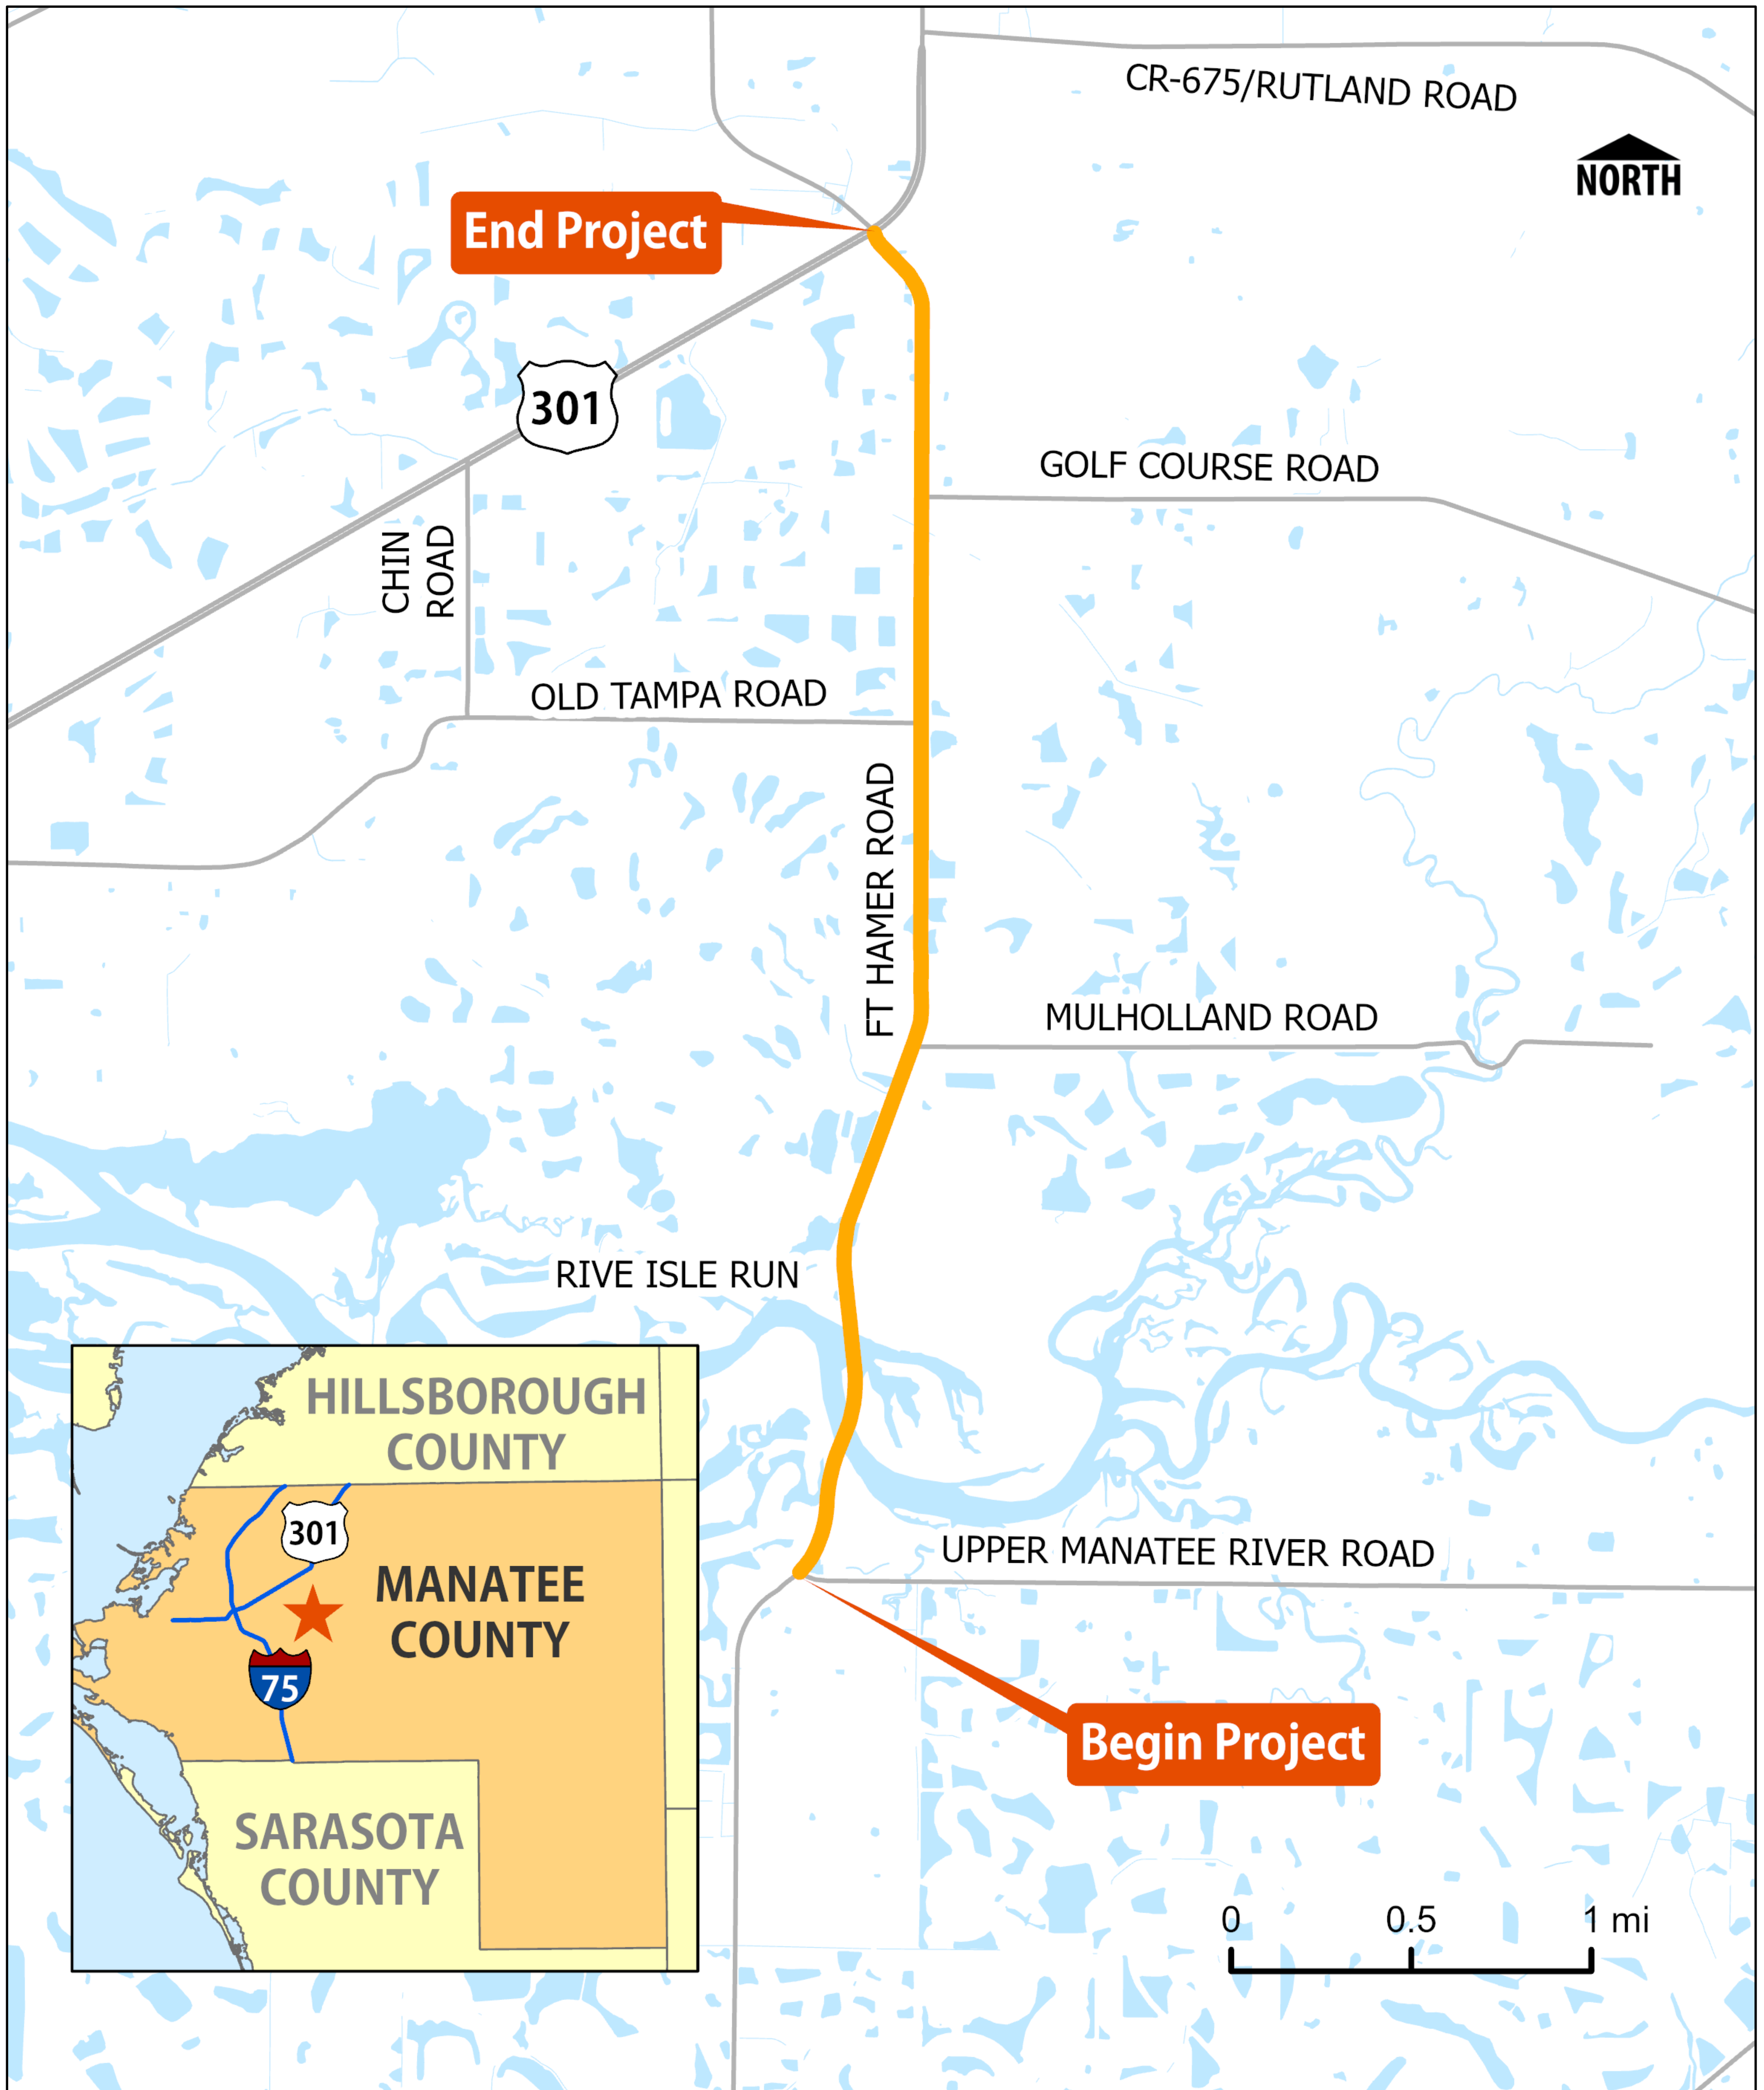 CR-675/RUTLAND ROAD
NORTH
End Project
301
GOLF COURSE ROAD
CHIN
ROAD
OLD TAMPA ROAD
FT HAMER ROAD
MULHOLLAND ROAD
RIVE ISLE RUN
HILLSBOROUGH
COUNTY
301
MANATEE
COUNTY
75
SARASOTA
COUNTY
UPPER MANATEE RIVER ROAD
Begin Project
0 0.5 1 mi